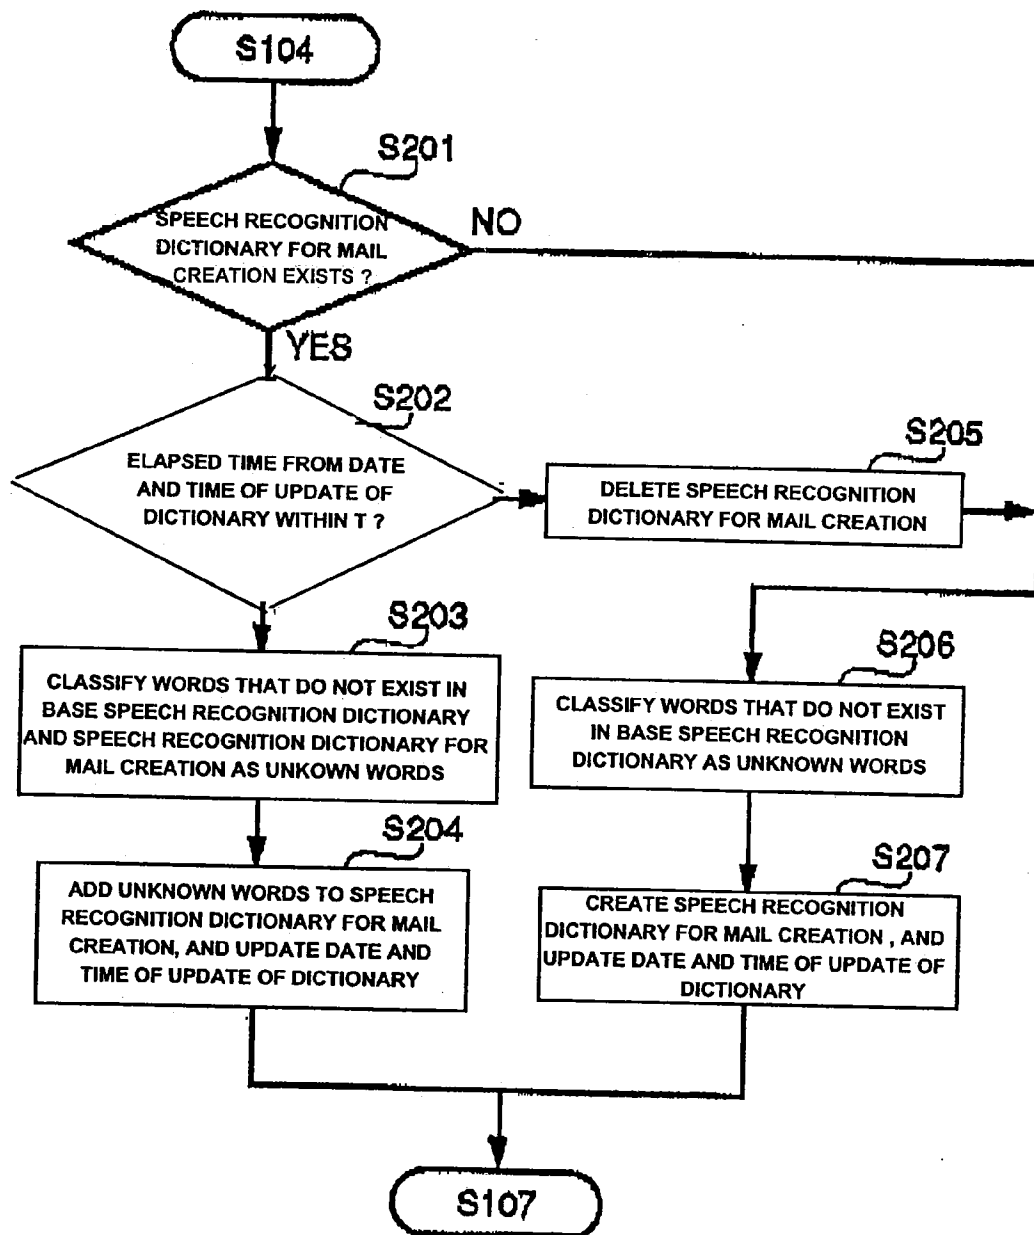 S104
S201
SPEECH RECOGNITION
DICTIONARY FOR MAIL
CREATION EXISTS ?
NO
YES
S202
ELAPSED TIME FROM DATE
AND TIME OF UPDATE OF
DICTIONARY WITHIN T ?
S205
DELETE SPEECH RECOGNITION
DICTIONARY FOR MAIL CREATION
S203
CLASSIFY WORDS THAT DO NOT EXIST IN
BASE SPEECH RECOGNITION DICTIONARY
AND SPEECH RECOGNITION DICTIONARY FOR
MAIL CREATION AS UNKOWN WORDS
S206
CLASSIFY WORDS THAT DO NOT EXIST
IN BASE SPEECH RECOGNITION
DICTIONARY AS UNKNOWN WORDS
S204
ADD UNKNOWN WORDS TO SPEECH
RECOGNITION DICTIONARY FOR MAIL
CREATION, AND UPDATE DATE AND
TIME OF UPDATE OF DICTIONARY
S207
CREATE SPEECH RECOGNITION
DICTIONARY FOR MAIL CREATION , AND
UPDATE DATE AND TIME OF UPDATE OF
DICTIONARY
S107